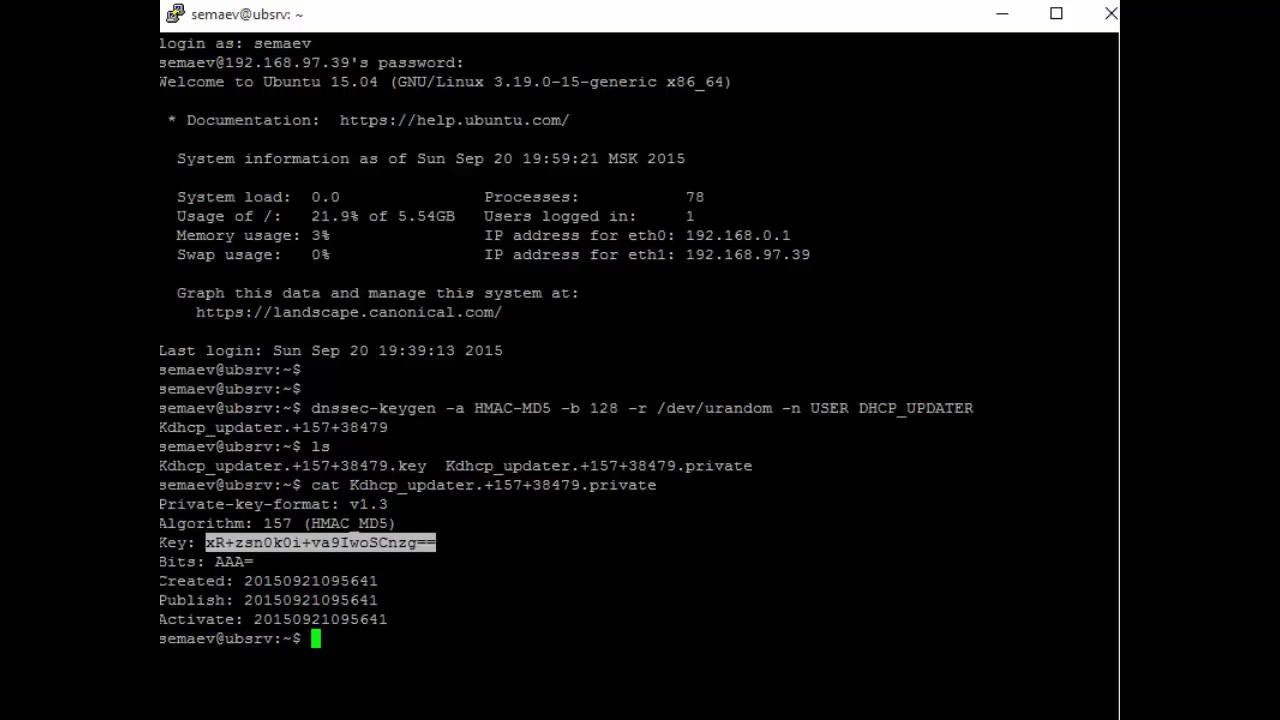 semaev@ubsrv: ~
login as: semaev
semaev@192.168.97.39's password:
Welcome to Ubuntu 15.04 (GNU/Linux 3.19.0-15-generic x86_64)
* Documentation:  https://help.ubuntu.com/
System information as of Sun Sep 20 19:59:21 MSK 2015
System load:  0.0               Processes:           78
Usage of /:   21.9% of 5.54GB   Users logged in:     1
Memory usage: 3%                IP address for eth0: 192.168.0.1
Swap usage:   0%                IP address for eth1: 192.168.97.39
Graph this data and manage this system at:
https://landscape.canonical.com/
Last login: Sun Sep 20 19:39:13 2015
semaev@ubsrv:~$
semaev@ubsrv:~$
semaev@ubsrv:~$ dnssec-keygen -a HMAC-MD5 -b 128 -r /dev/urandom -n USER DHCP_UPDATER
Kdhcp_updater.+157+38479
semaev@ubsrv:~$ ls
Kdhcp_updater.+157+38479.key  Kdhcp_updater.+157+38479.private
semaev@ubsrv:~$ cat Kdhcp_updater.+157+38479.private
Private-key-format: v1.3
Algorithm: 157 (HMAC_MD5)
Key: xR+zsn0k0i+va9IwoSCnzg==
Bits: AAA=
Created: 20150921095641
Publish: 20150921095641
Activate: 20150921095641
semaev@ubsrv:~$